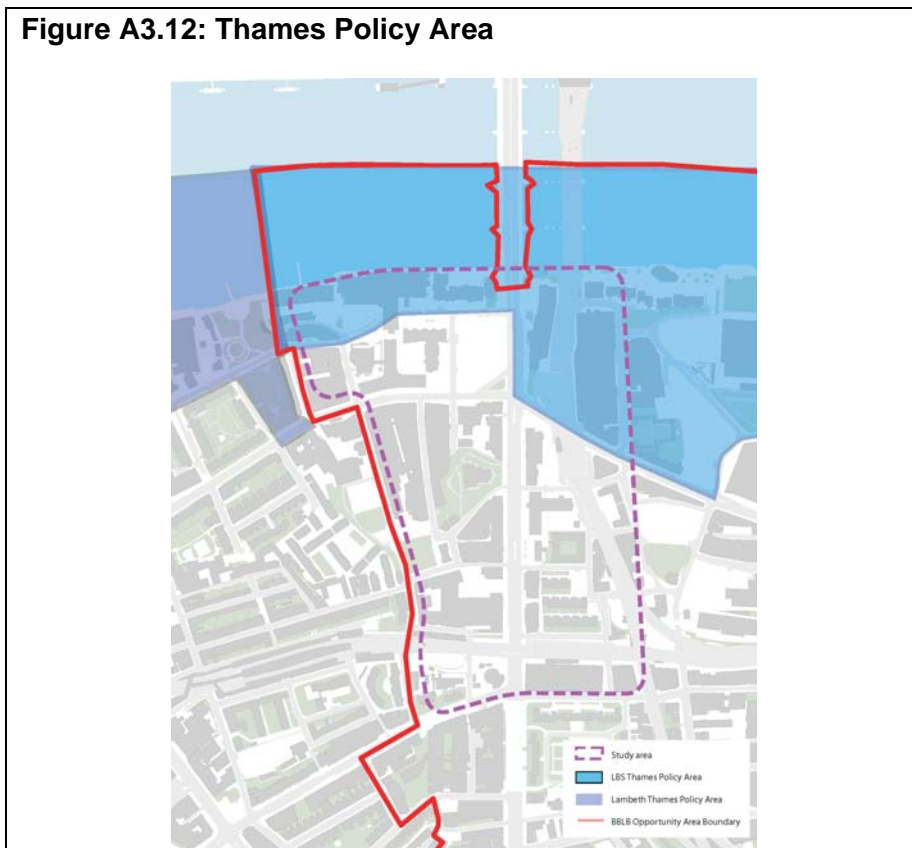 Figure A3.12: Thames Policy Area
Study area
LBS Thames Policy Area
Lambeth Thames Policy Area
BBLB Opportunity Area Boundary